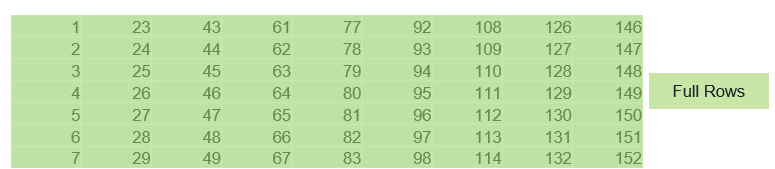 1 23 43 61 77 92 108 126 146
2 24 44 62 78 93 109 127 147
3 25 45 63 79 94 110 128 148
4 26 46 64 80 95 111 129 149
5 27 47 65 81 96 112 130 150
6 28 48 66 82 97 113 131 151
7 29 49 67 83 98 114 132 152
Full Rows